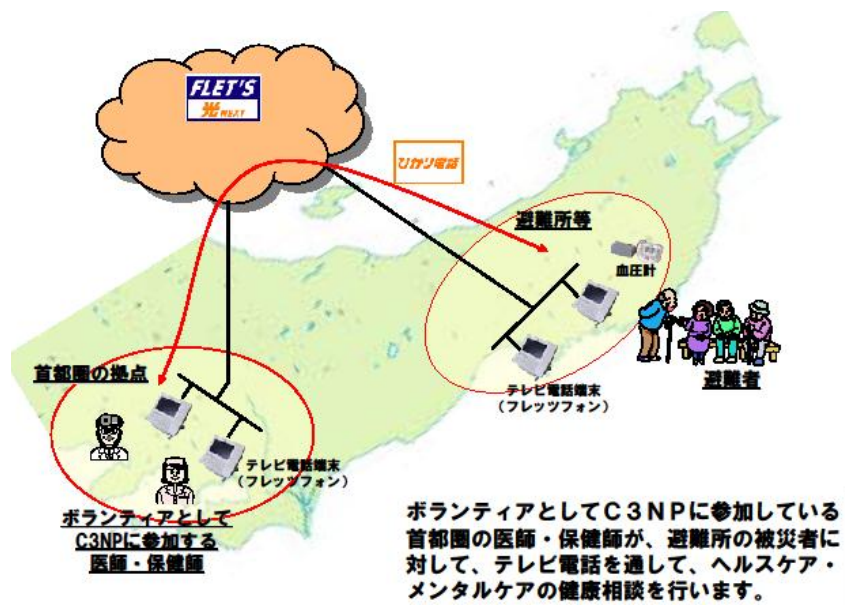 FLET'S
光 NEXT
ひかり電話
避難所等
血圧計
首都圏の拠点
避難者
テレビ電話端末
(フレッツフォン)
テレビ電話端末
(フレッツフォン)
ボランティアとして
C3NPに参加する
医師・保健師
ボランティアとしてC3NPに参加している
首都圏の医師・保健師が、避難所の被災者に
対して、テレビ電話を通して、ヘルスケア・
メンタルケアの健康相談を行います。